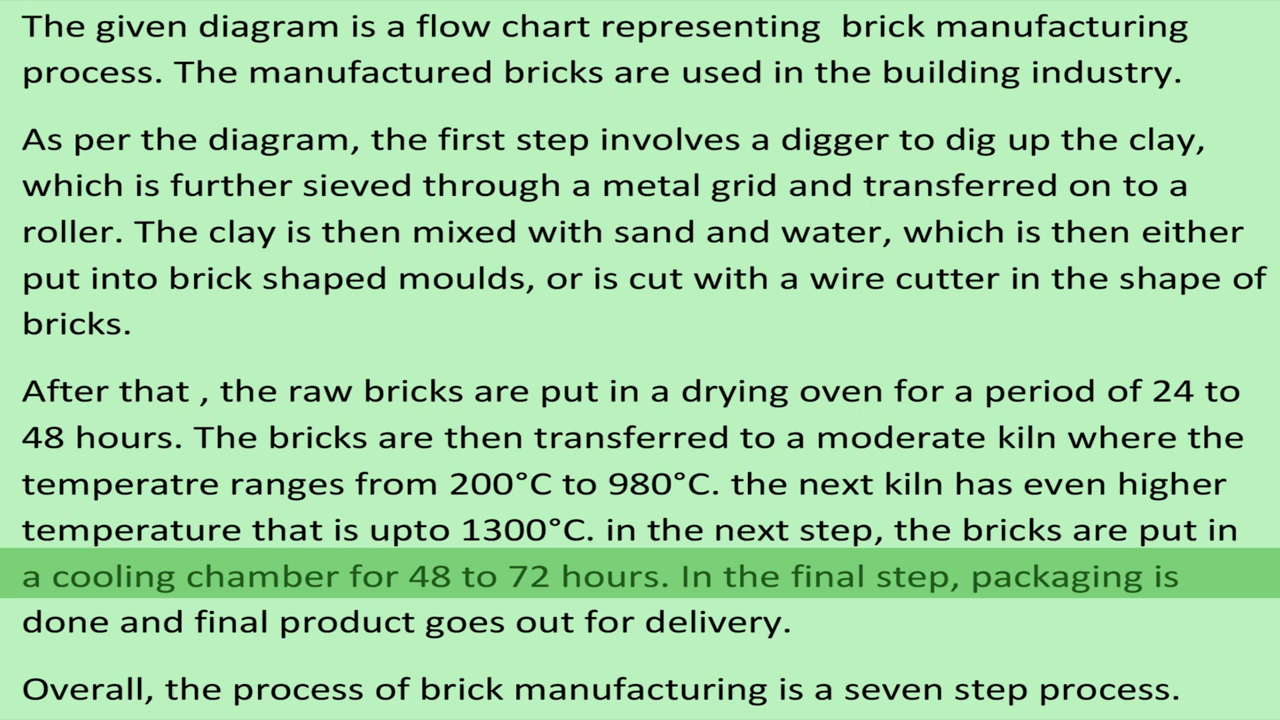 The given diagram is a flow chart representing  brick manufacturing
process. The manufactured bricks are used in the building industry.
As per the diagram, the first step involves a digger to dig up the clay,
which is further sieved through a metal grid and transferred on to a
roller. The clay is then mixed with sand and water, which is then either
put into brick shaped moulds, or is cut with a wire cutter in the shape of
bricks.
After that , the raw bricks are put in a drying oven for a period of 24 to
48 hours. The bricks are then transferred to a moderate kiln where the
temperatre ranges from 200°C to 980°C. the next kiln has even higher
temperature that is upto 1300°C. in the next step, the bricks are put in
a cooling chamber for 48 to 72 hours. In the final step, packaging is
done and final product goes out for delivery.
Overall, the process of brick manufacturing is a seven step process.